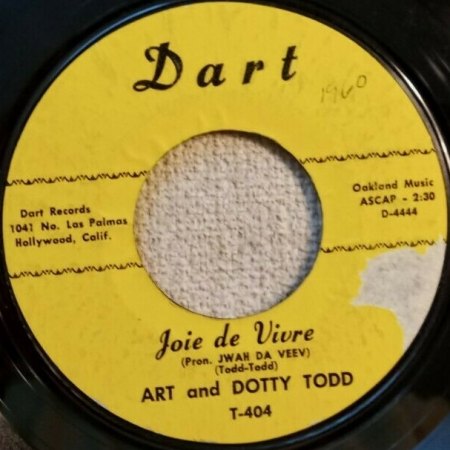 Dart
1960
Dart Records
1041 No. Las Palmas
Hollywood, Calif.
Oakland Music
ASCAP - 2:30
D-4444
Joie de Vivre
(Pron. JWAH DA VEEV)
(Todd-Todd)
ART and DOTTY TODD
T-404